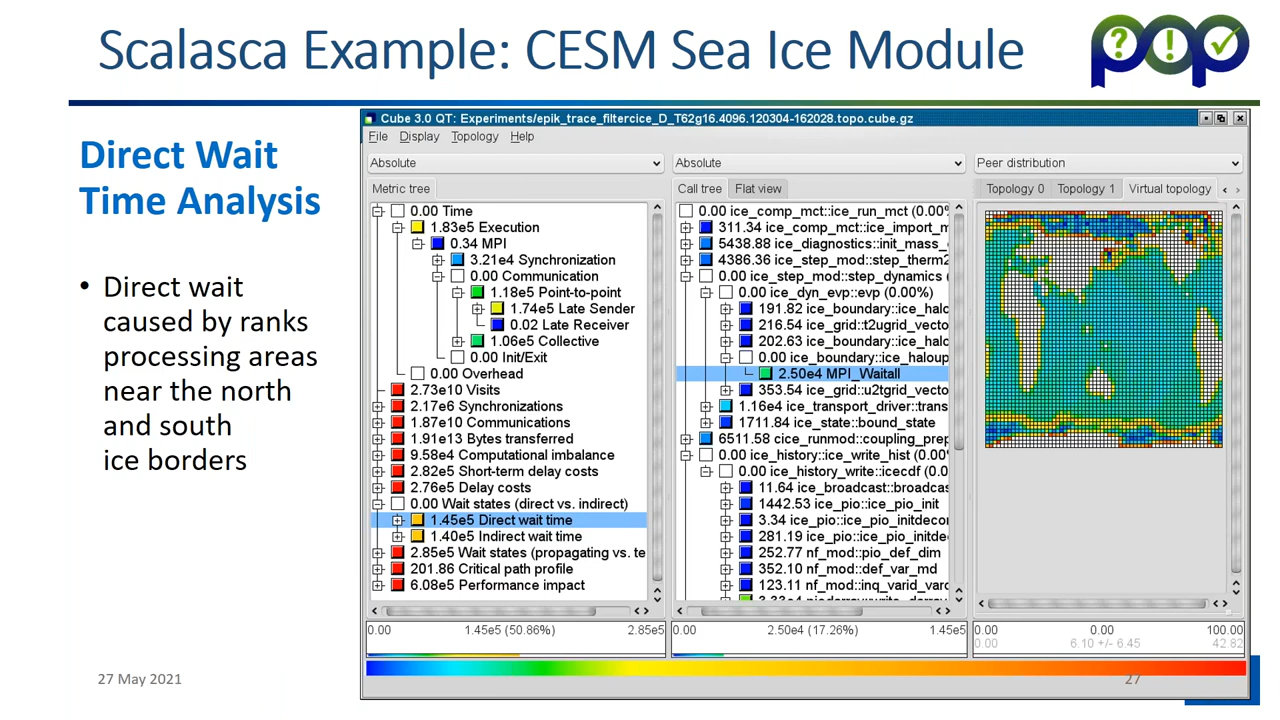 Scalasca Example: CESM Sea Ice Module
Direct Wait
Time Analysis
• Direct wait
caused by ranks
processing areas
near the north
and south
ice borders
Cube 3.0 QT: Experiments/epik_trace_filtercice_D_T62g16.4096.120304-162028.topo.cube.gz
File Display Topology Help
Absolute
Metric tree
0.00 Time
1.83e5 Execution
0.34 MPI
3.21e4 Synchronization
0.00 Communication
1.18e5 Point-to-point
1.74e5 Late Sender
0.02 Late Receiver
1.06e5 Collective
0.00 Init/Exit
0.00 Overhead
2.73e10 Visits
2.17e6 Synchronizations
1.87e10 Communications
1.91e13 Bytes transferred
9.58e4 Computational imbalance
2.82e5 Short-term delay costs
2.76e5 Delay costs
0.00 Wait states (direct vs. indirect)
1.45e5 Direct wait time
1.40e5 Indirect wait time
2.85e5 Wait states (propagating vs. te
201.86 Critical path profile
6.08e5 Performance impact
0.00 1.45e5 (50.86%) 2.85e5
Absolute
Call tree Flat view
0.00 ice_comp_mct::ice_run_mct (0.00%
311.34 ice_comp_mct::ice_import_m
5438.88 ice_diagnostics::init_mass_
4386.36 ice_step_mod::step_therm2
0.00 ice_step_mod::step_dynamics (
0.00 ice_dyn_evp::evp (0.00%)
191.82 ice_boundary::ice_halo
216.54 ice_grid::t2ugrid_vecto
202.63 ice_boundary::ice_halo
0.00 ice_boundary::ice_haloup
2.50e4 MPI_Waitall
353.54 ice_grid::u2tgrid_vecto
1.16e4 ice_transport_driver::trans
1711.84 ice_state::bound_state
6511.58 cice_runmod::coupling_prep
0.00 ice_history::ice_write_hist (0.00%
0.00 ice_history_write::icecdf (0.0
11.64 ice_broadcast::broadcas
1442.53 ice_pio::ice_pio_init
3.34 ice_pio::ice_pio_initdecor
281.19 ice_pio::ice_pio_initde
252.77 nf_mod::pio_def_dim
352.10 nf_mod::def_var_md
123.11 nf_mod::inq_varid_varo
0.00 2.50e4 (17.26%) 1.45e5
Peer distribution
Topology 0 Topology 1 Virtual topology
0.00 0.00 100.00
0.00 6.10 +/- 6.45 42.82
27 May 2021
27